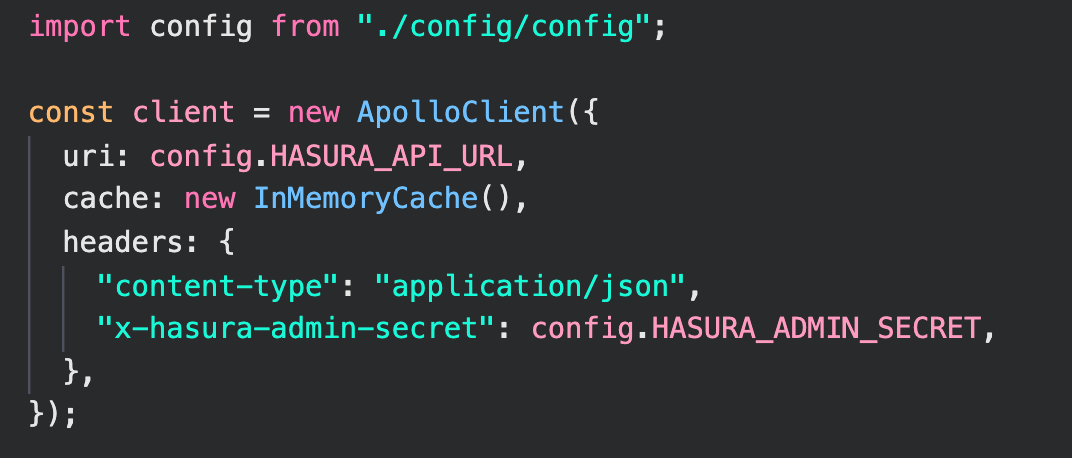 import config from "./config/config";
const client = new ApolloClient({
uri: config.HASURA_API_URL,
cache: new InMemoryCache(),
headers: {
"content-type": "application/json",
"x-hasura-admin-secret": config.HASURA_ADMIN_SECRET,
},
});